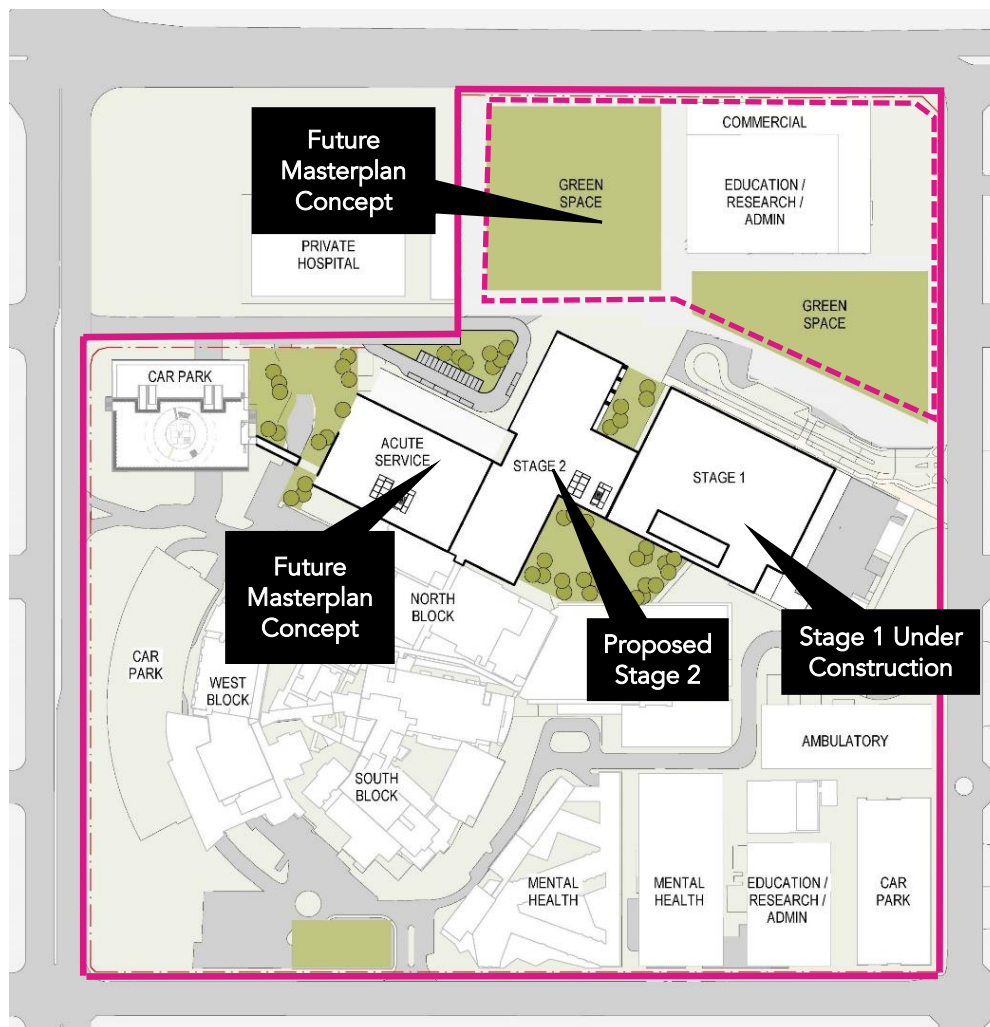 Future
Masterplan
Concept
COMMERCIAL
GREEN
SPACE
EDUCATION /
RESEARCH /
ADMIN
PRIVATE
HOSPITAL
GREEN
SPACE
CAR PARK
ACUTE
SERVICE
STAGE 2
STAGE 1
Future
Masterplan
Concept
NORTH
BLOCK
Proposed
Stage 2
Stage 1 Under
Construction
CAR
PARK
WEST
BLOCK
AMBULATORY
SOUTH
BLOCK
MENTAL
HEALTH
MENTAL
HEALTH
EDUCATION /
RESEARCH /
ADMIN
CAR
PARK